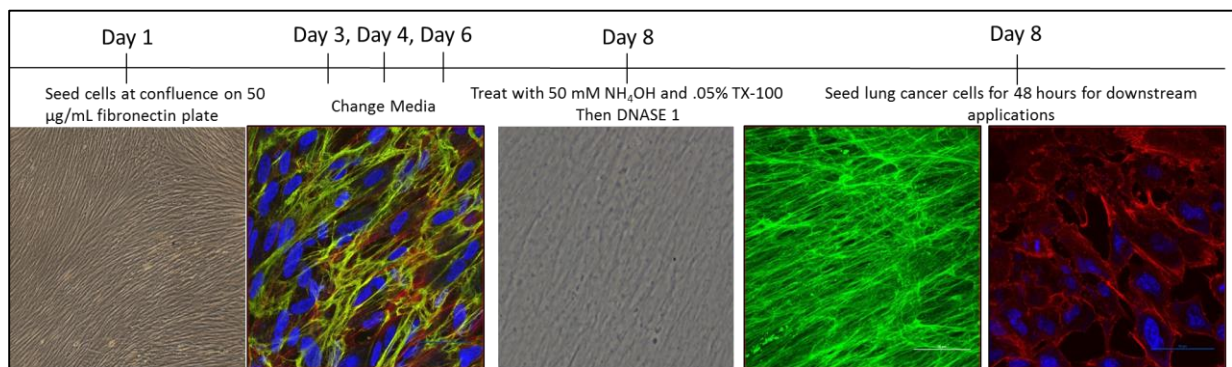 Day 1
Day 3, Day 4, Day 6
Day 8
Day 8
Seed cells at confluence on 50
µg/mL fibronectin plate
Change Media
Treat with 50 mM NH₄OH and .05% TX-100
Then DNASE 1
Seed lung cancer cells for 48 hours for downstream
applications